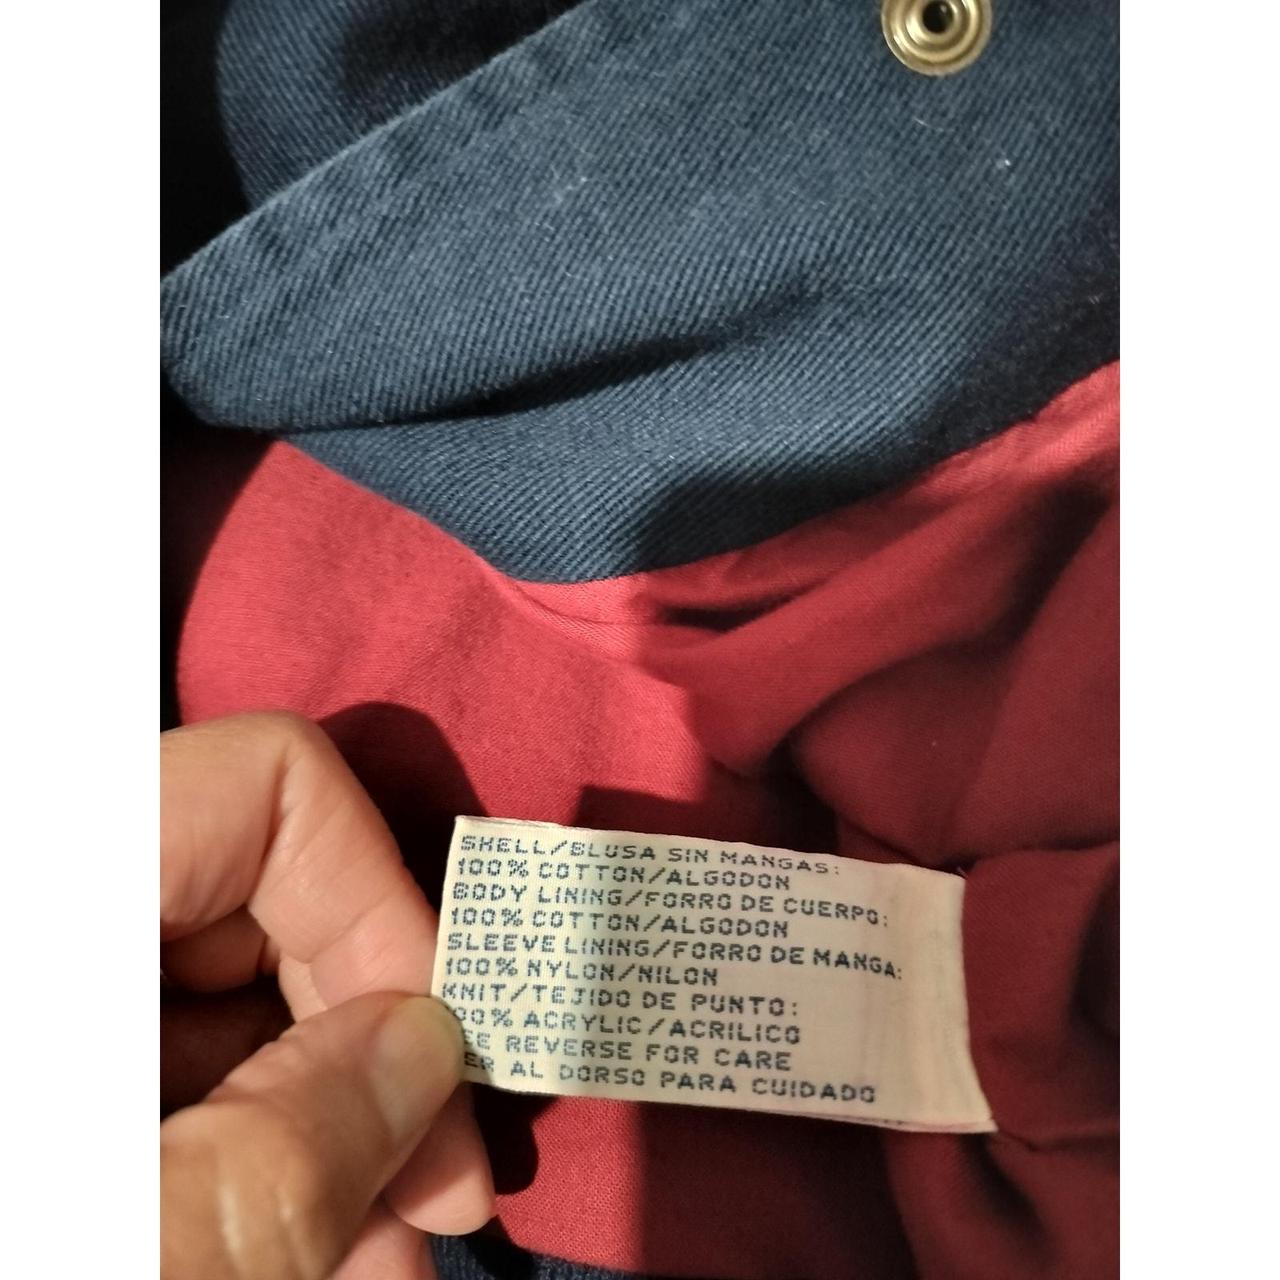 SHELL/BLUSA SIN MANGAS:
100% COTTON/ALGODON
BODY LINING/FORRO DE CUERPO:
100% COTTON/ALGODON
SLEEVE LINING/FORRO DE MANGA:
100% NYLON/NILON
KNIT/TEJIDO DE PUNTO:
00% ACRYLIC/ACRILICO
EE REVERSE FOR CARE
ER AL DORSO PARA CUIDADO